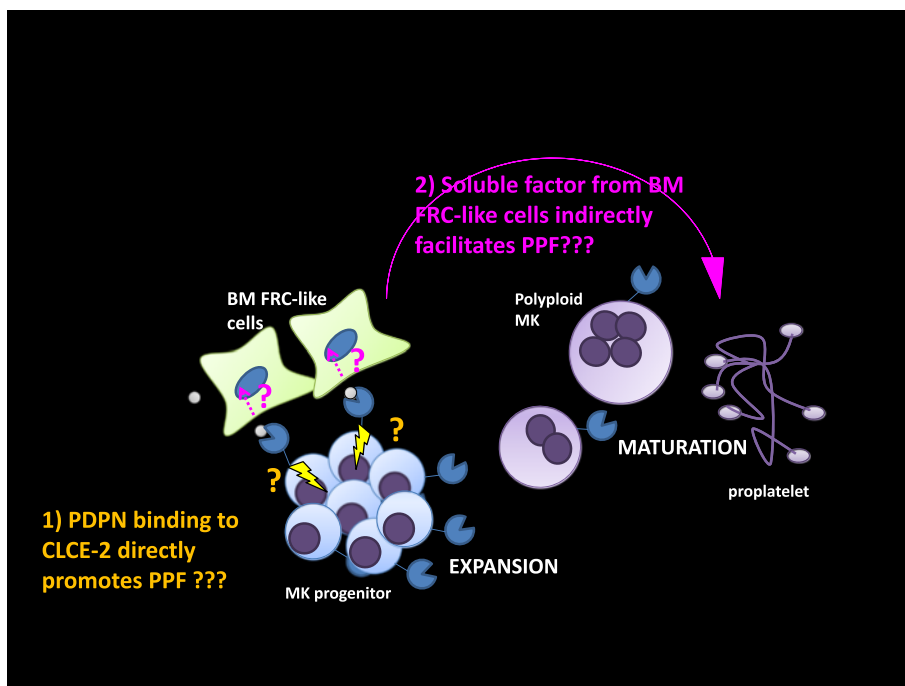 2) Soluble factor from BM
FRC-like cells indirectly
facilitates PPF???
BM FRC-like
cells
Polyploid
MK
?
?
?
?
MATURATION
proplatelet
1) PDPN binding to
CLCE-2 directly
promotes PPF ???
EXPANSION
MK progenitor